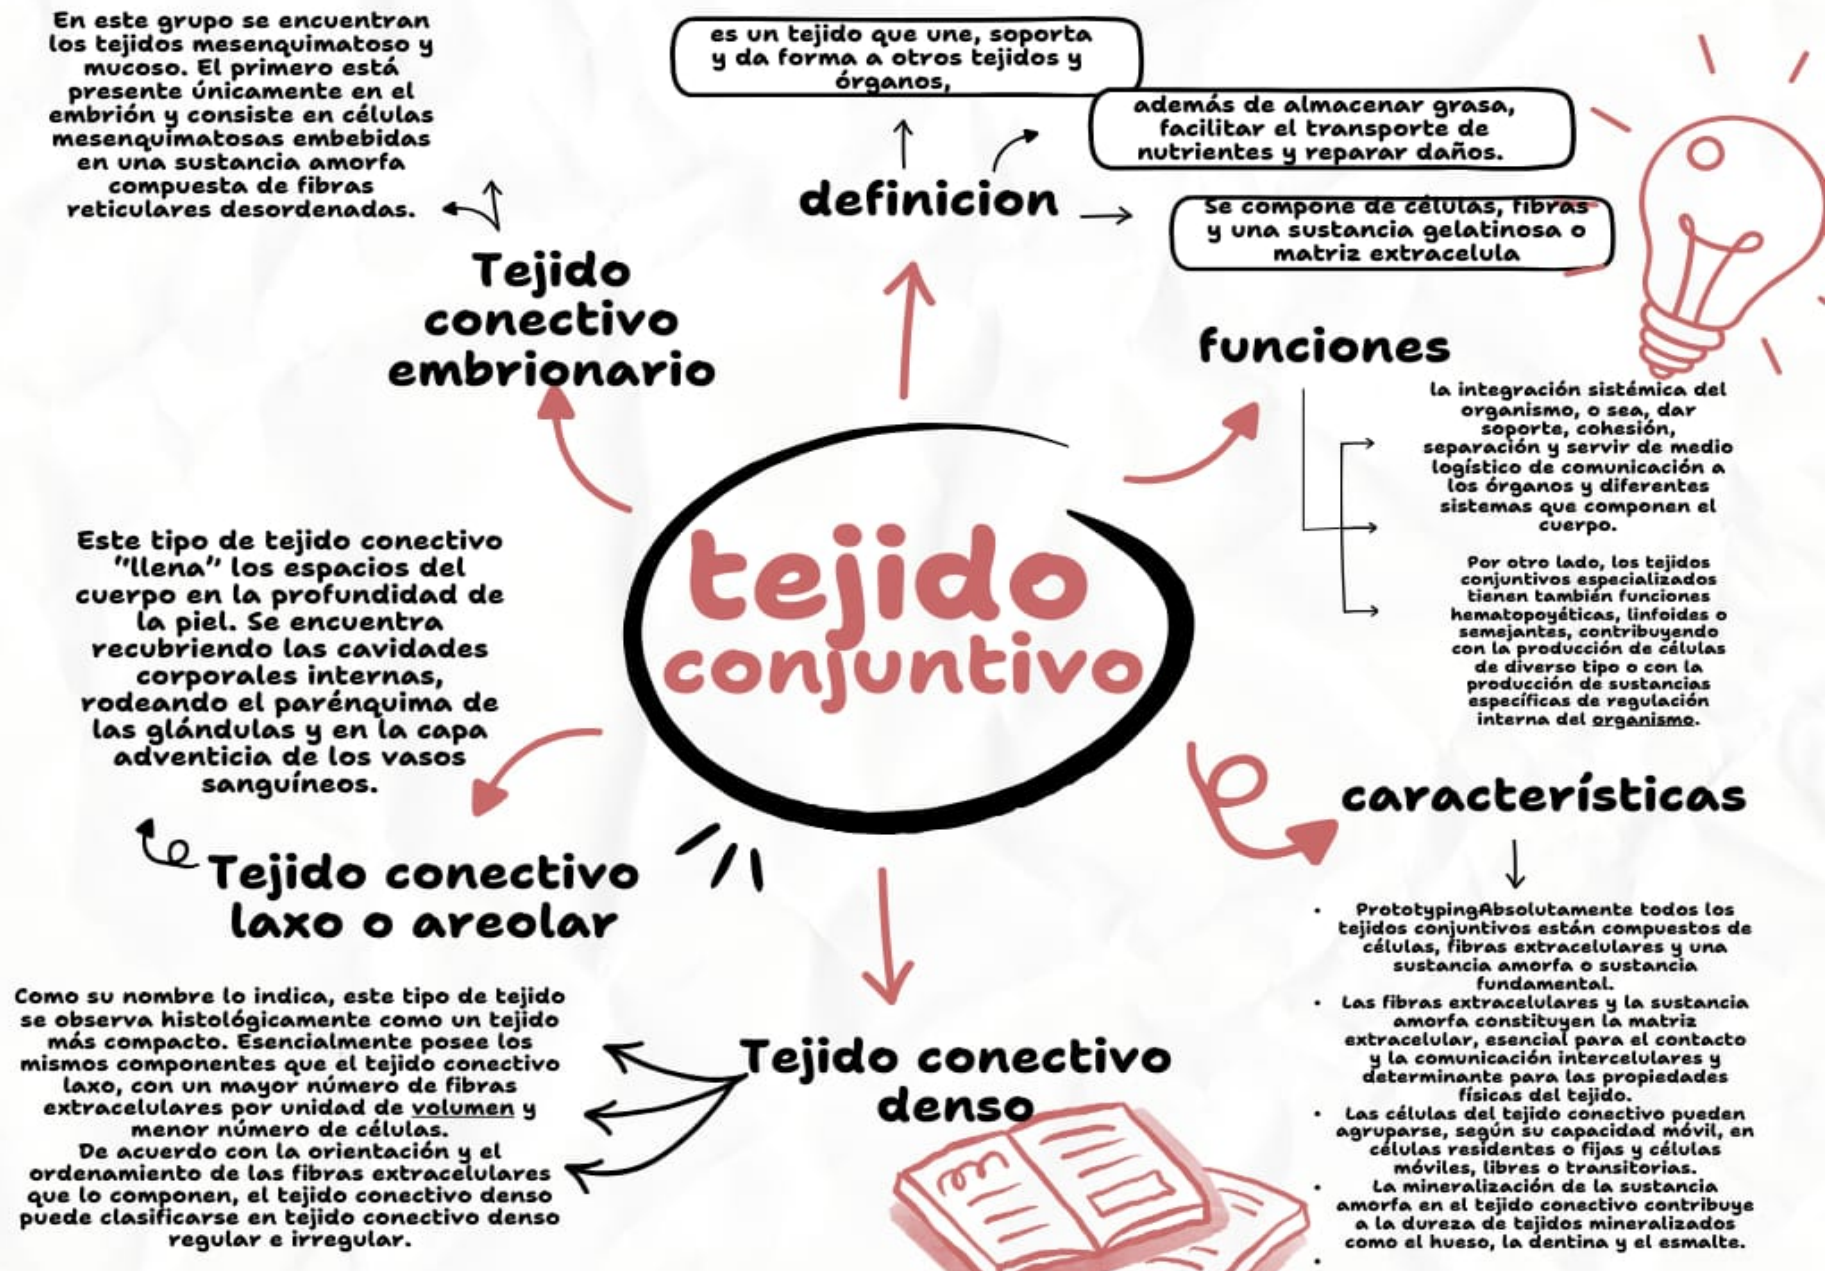 En este grupo se encuentran
los tejidos mesenquimatoso y
mucoso. El primero está
presente únicamente en el
embrión y consiste en células
mesenquimatosas embebidas
en una sustancia amorfa
compuesta de fibras
reticulares desordenadas.
Tejido
conectivo
embrionario
es un tejido que une, soporta
y da forma a otros tejidos y
órganos,
además de almacenar grasa,
facilitar el transporte de
nutrientes y reparar daños.
definicion
Se compone de células, fibras
y una sustancia gelatinosa o
matriz extracelula
funciones
la integración sistémica del
organismo, o sea, dar
soporte, cohesión,
separación y servir de medio
logístico de comunicación a
los órganos y diferentes
sistemas que componen el
cuerpo.
Por otro lado, los tejidos
conjuntivos especializados
tienen también funciones
hematopoyéticas, linfoides o
semejantes, contribuyendo
con la producción de células
de diverso tipo o con la
producción de sustancias
específicas de regulación
interna del organismo.
tejido
conjuntivo
Este tipo de tejido conectivo
"llena" los espacios del
cuerpo en la profundidad de
la piel. Se encuentra
recubriendo las cavidades
corporales internas,
rodeando el parénquima de
las glándulas y en la capa
adventicia de los vasos
sanguíneos.
Tejido conectivo
laxo o areolar
características
• PrototypingAbsolutamente todos los
tejidos conjuntivos están compuestos de
células, fibras extracelulares y una
sustancia amorfa o sustancia
fundamental.
• Las fibras extracelulares y la sustancia
amorfa constituyen la matriz
extracelular, esencial para el contacto
y la comunicación intercelulares y
determinante para las propiedades
físicas del tejido.
• Las células del tejido conectivo pueden
agruparse, según su capacidad móvil, en
células residentes o fijas y células
móviles, libres o transitorias.
• La mineralización de la sustancia
amorfa en el tejido conectivo contribuye
a la dureza de tejidos mineralizados
como el hueso, la dentina y el esmalte.
•
Como su nombre lo indica, este tipo de tejido
se observa histológicamente como un tejido
más compacto. Esencialmente posee los
mismos componentes que el tejido conectivo
laxo, con un mayor número de fibras
extracelulares por unidad de volumen y
menor número de células.
De acuerdo con la orientación y el
ordenamiento de las fibras extracelulares
que lo componen, el tejido conectivo denso
puede clasificarse en tejido conectivo denso
regular e irregular.
Tejido conectivo
denso